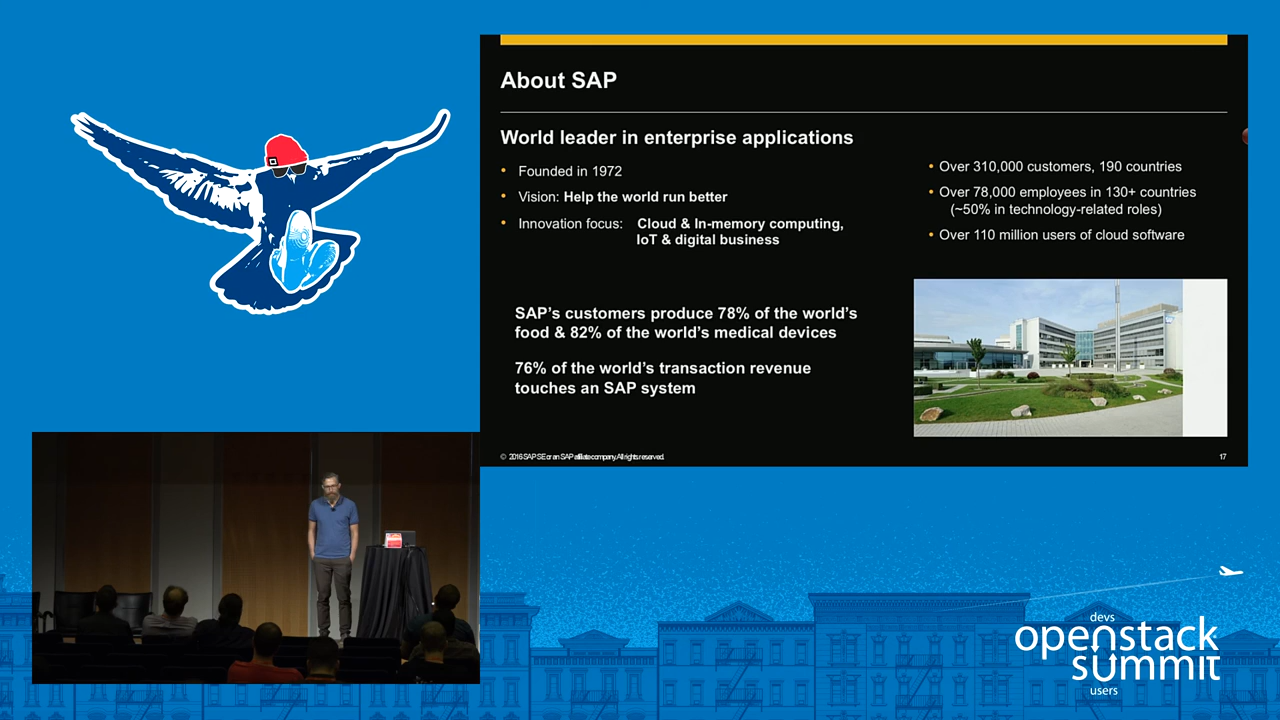 About SAP
World leader in enterprise applications
• Founded in 1972
• Vision: Help the world run better
• Innovation focus: Cloud & In-memory computing,
IoT & digital business
• Over 310,000 customers, 190 countries
• Over 78,000 employees in 130+ countries
(~50% in technology-related roles)
• Over 110 million users of cloud software
SAP's customers produce 78% of the world's
food & 82% of the world's medical devices
76% of the world's transaction revenue
touches an SAP system
© 2016 SAP SE or an SAP affiliate company. All rights reserved.
17
devs
openstack
summit
users